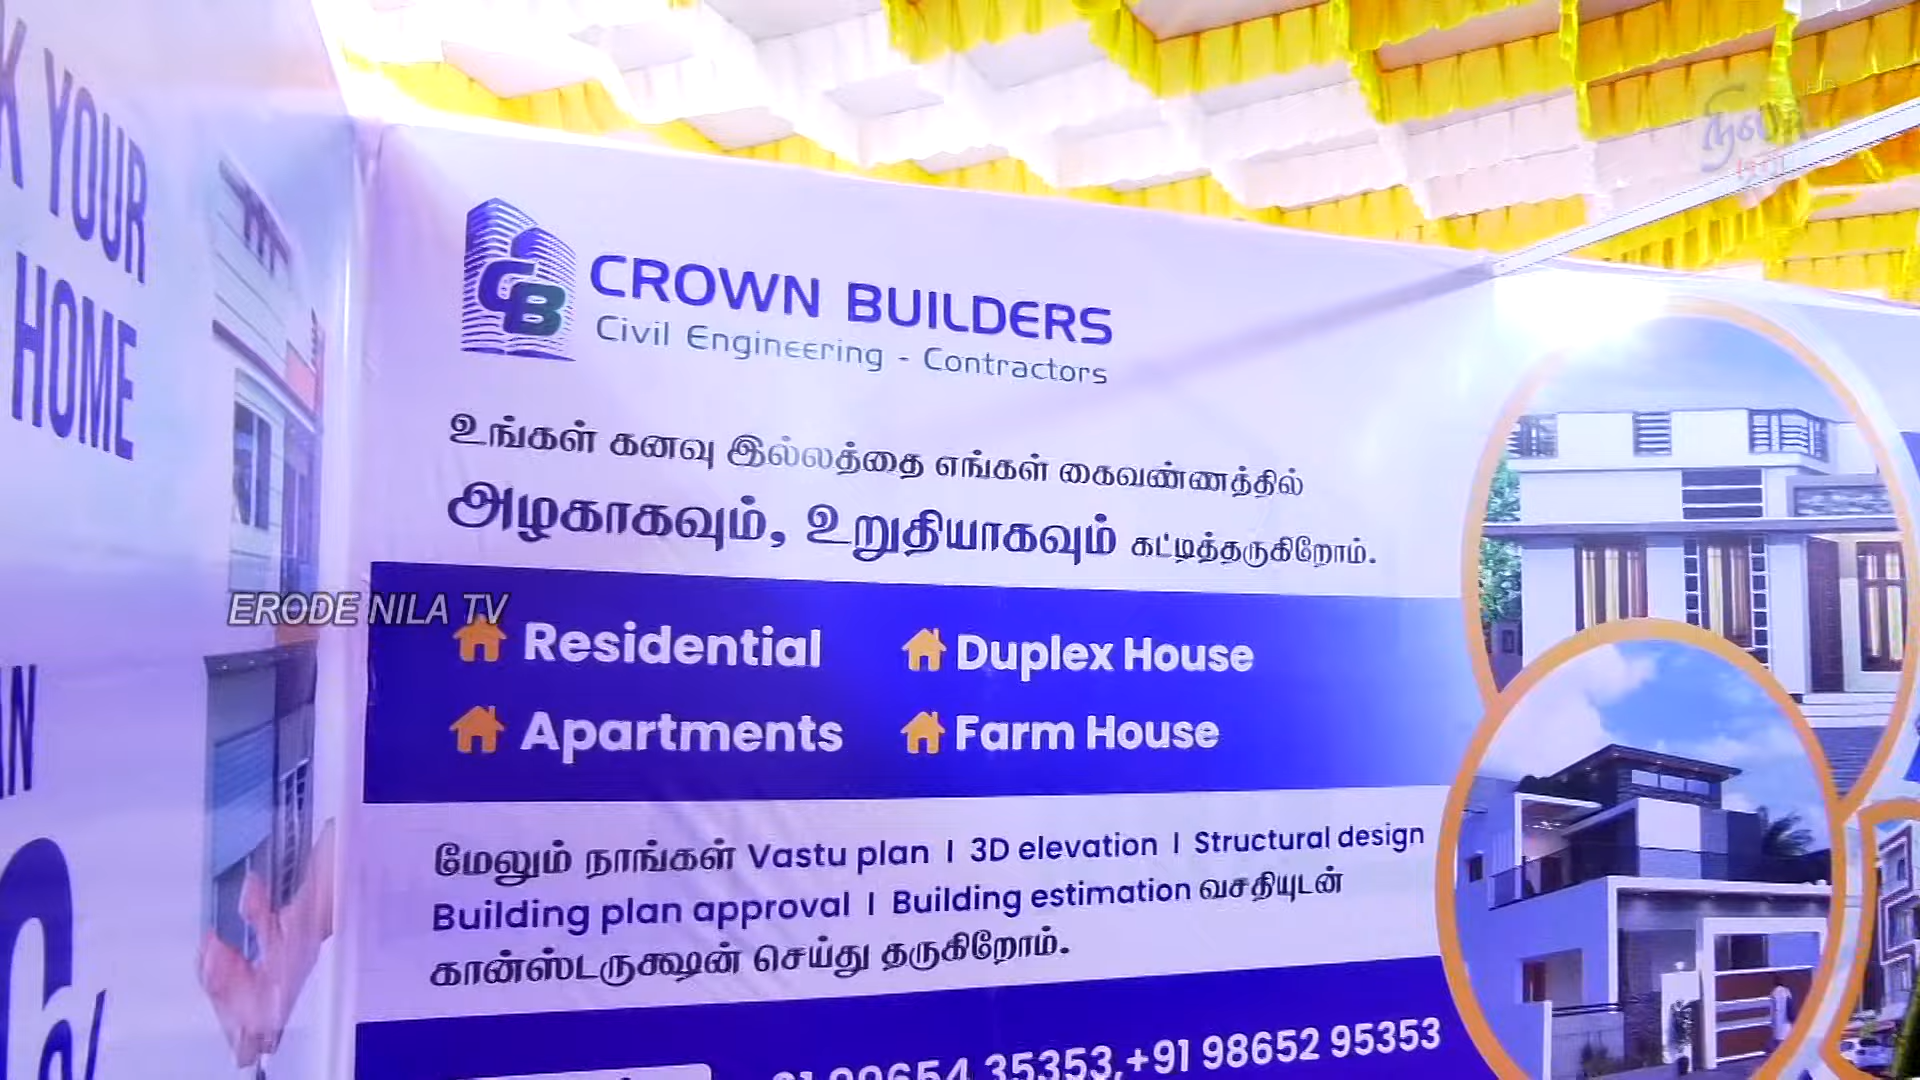 K YOUR
HOME
நிலா
CB
CROWN BUILDERS
Civil Engineering - Contractors
உங்கள் கனவு இல்லத்தை எங்கள் கைவண்ணத்தில்
அழகாகவும், உறுதியாகவும் கட்டித்தருகிறோம்.
ERODE NILA TV
Residential
Duplex House
Apartments
Farm House
மேலும் நாங்கள் Vastu plan | 3D elevation | Structural design
Building plan approval | Building estimation வசதியுடன்
கான்ஸ்டருக்ஷன் செய்து தருகிறோம்.
35353,+91 98652 95353